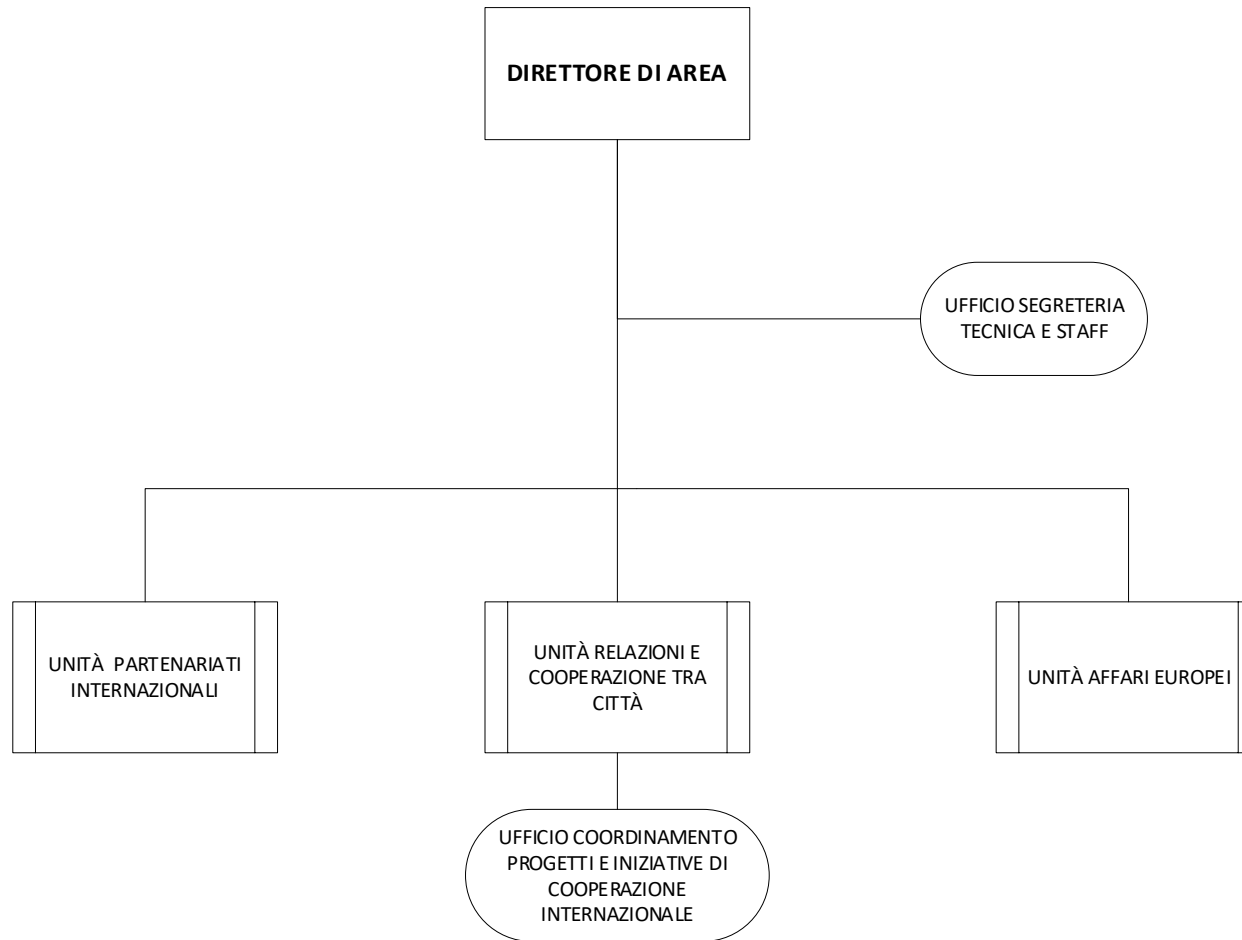 DIRETTORE DI AREA
UFFICIO SEGRETERIA
TECNICA E STAFF
UNITÀ PARTENARIATI
INTERNAZIONALI
UNITÀ RELAZIONI E
COOPERAZIONE TRA
CITTÀ
UNITÀ AFFARI EUROPEI
UFFICIO COORDINAMENTO
PROGETTI E INIZIATIVE DI
COOPERAZIONE
INTERNAZIONALE